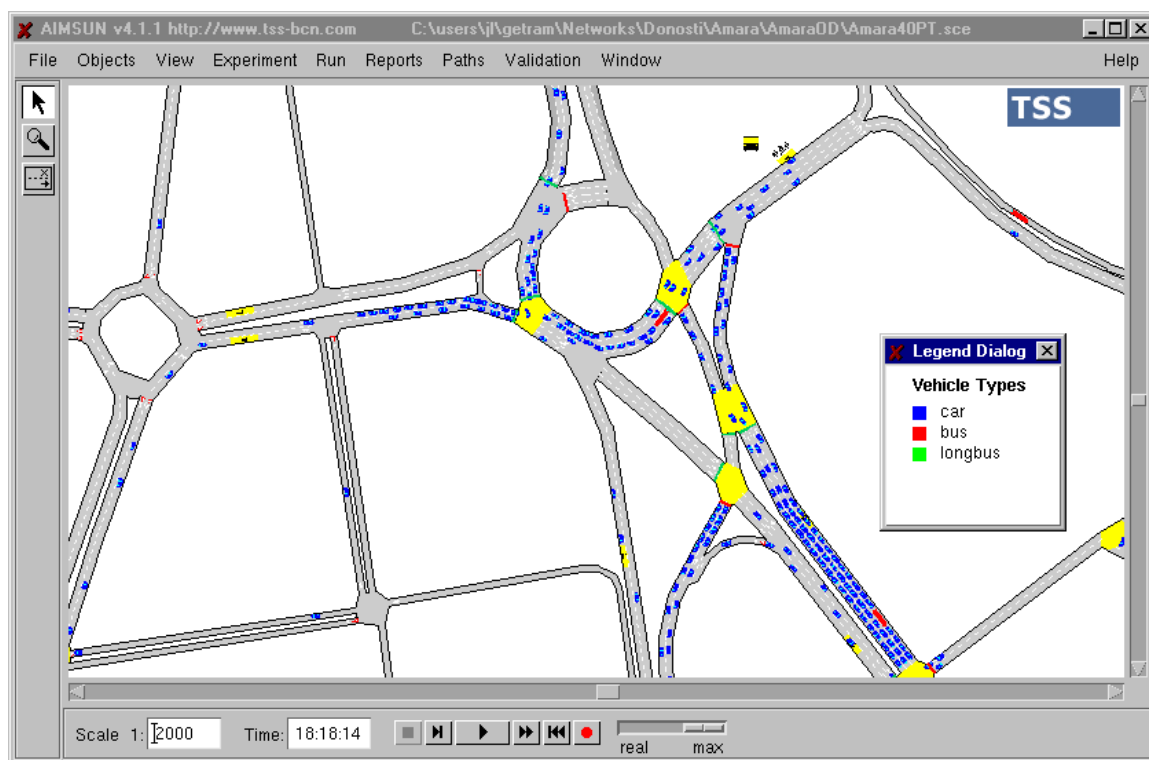 AIMSUN v4.1.1 http://www.tss-bcn.com C:\users\jl\getram\Networks\Donosti\Amara\AmaraOD\Amara40PT.sce
File Objects View Experiment Run Reports Paths Validation Window Help
TSS
Legend Dialog
Vehicle Types
car
bus
longbus
Scale 1: 2000 Time: 18:18:14
real max